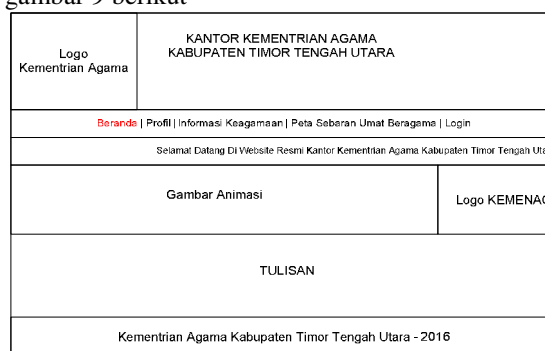 gambar 9 berikut
Logo
Kementrian Agama
KANTOR KEMENTRIAN AGAMA
KABUPATEN TIMOR TENGAH UTARA
Beranda | Profil | Informasi Keagamaan | Peta Sebaran Umat Beragama | Login
Selamat Datang Di Website Resmi Kantor Kementrian Agama Kabupaten Timor Tengah
Gambar Animasi
Logo
TULISAN
Kementrian Agama Kabupaten Timor Tengah Utara - 2016